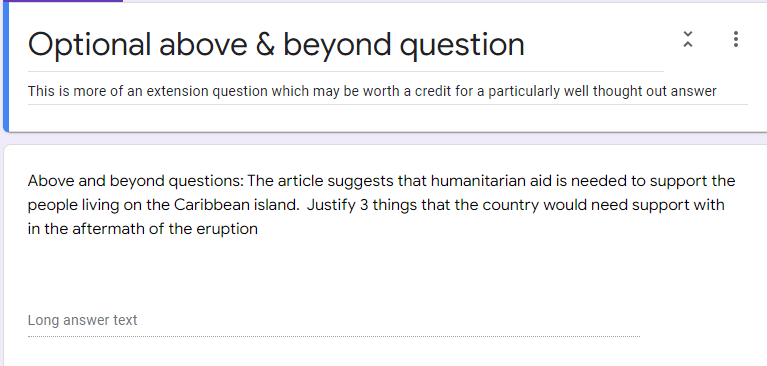 Optional above & beyond question
This is more of an extension question which may be worth a credit for a particularly well thought out answer
Above and beyond questions: The article suggests that humanitarian aid is needed to support the
people living on the Caribbean island.  Justify 3 things that the country would need support with
in the aftermath of the eruption
Long answer text